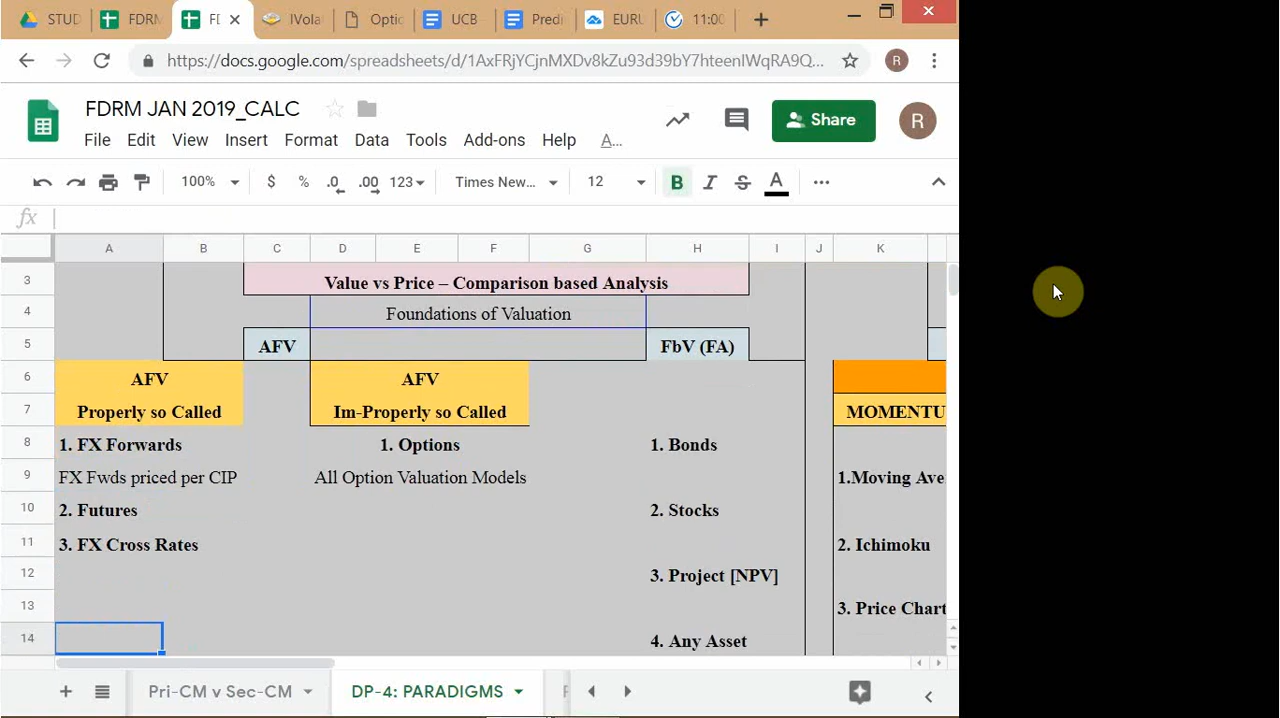 STUD
FDRM
FD
IVola
Optic
UCB
Predi
EURU
11:00
https://docs.google.com/spreadsheets/d/1AxFRjYCjnMXDv8kZu93d39bY7hteenIWqRA9Q...
R
FDRM JAN 2019_CALC
Share
R
File Edit View Insert Format Data Tools Add-ons Help A...
100% $ % .0 .00 123 Times New... 12 B I S A ...
fx
A B C D E F G H I J K
3 Value vs Price – Comparison based Analysis
4 Foundations of Valuation
5 AFV FbV (FA)
6 AFV AFV
7 Properly so Called Im-Properly so Called MOMENTU
8 1. FX Forwards 1. Options 1. Bonds
9 FX Fwds priced per CIP All Option Valuation Models 1.Moving Ave
10 2. Futures 2. Stocks
11 3. FX Cross Rates 2. Ichimoku
12 3. Project [NPV]
13 3. Price Chart
14 4. Any Asset
Pri-CM v Sec-CM DP-4: PARADIGMS